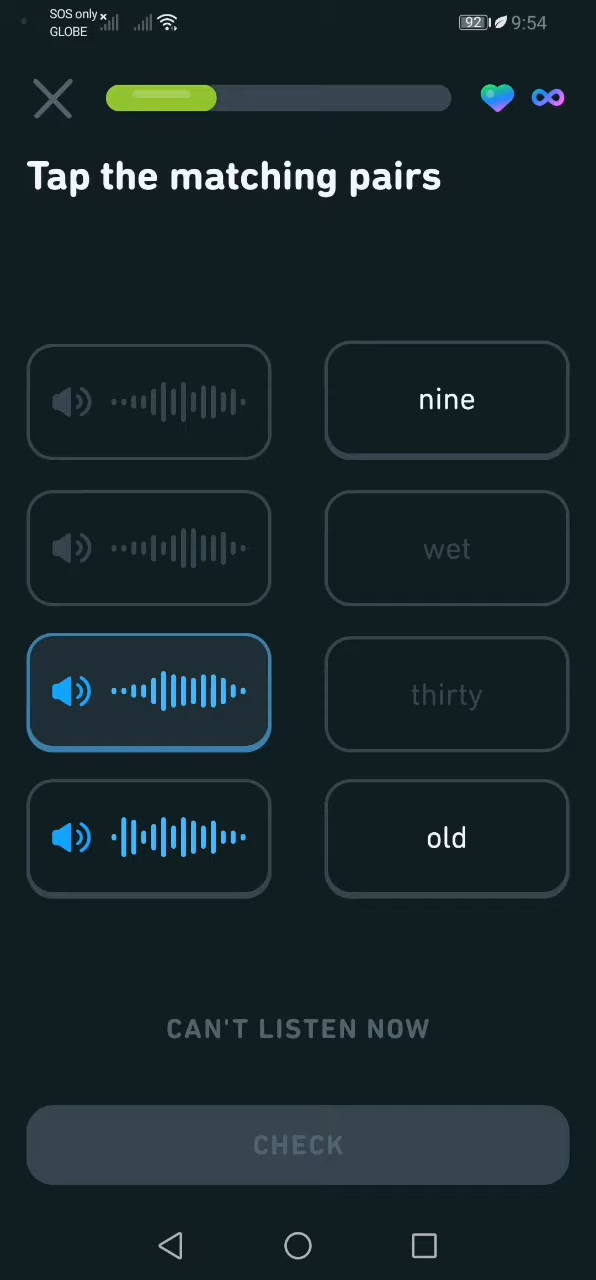 SOS only
GLOBE
92
9:54
Tap the matching pairs
nine
wet
thirty
old
CAN'T LISTEN NOW
CHECK